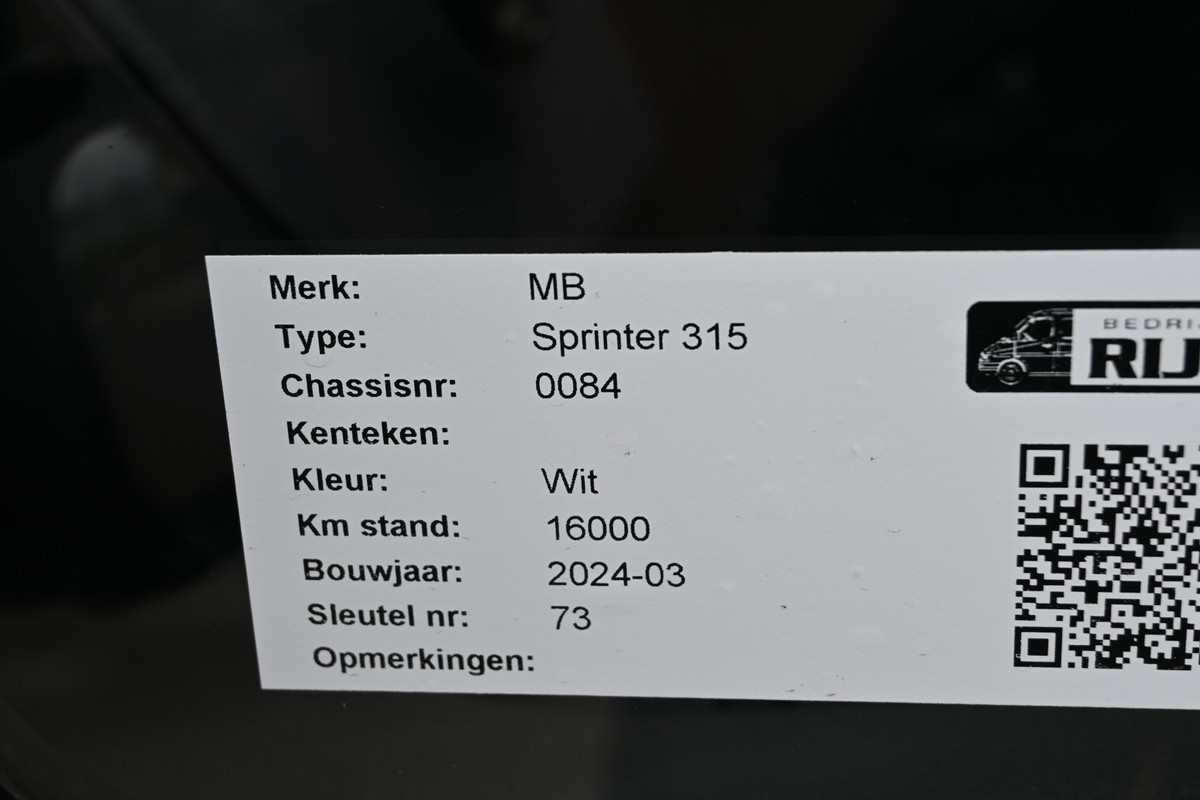 Merk: MB
Type: Sprinter 315
Chassisnr: 0084
Kenteken:
Kleur: Wit
Km stand: 16000
Bouwjaar: 2024-03
Sleutel nr: 73
Opmerkingen:
BEDRI
RIJ